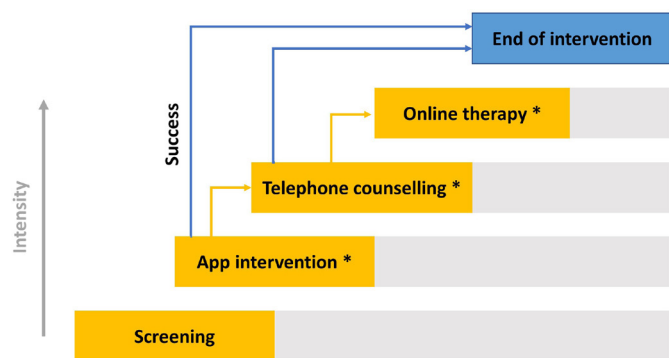 End of intervention
Online therapy *
Success
Telephone counselling *
Intensity
App intervention *
Screening